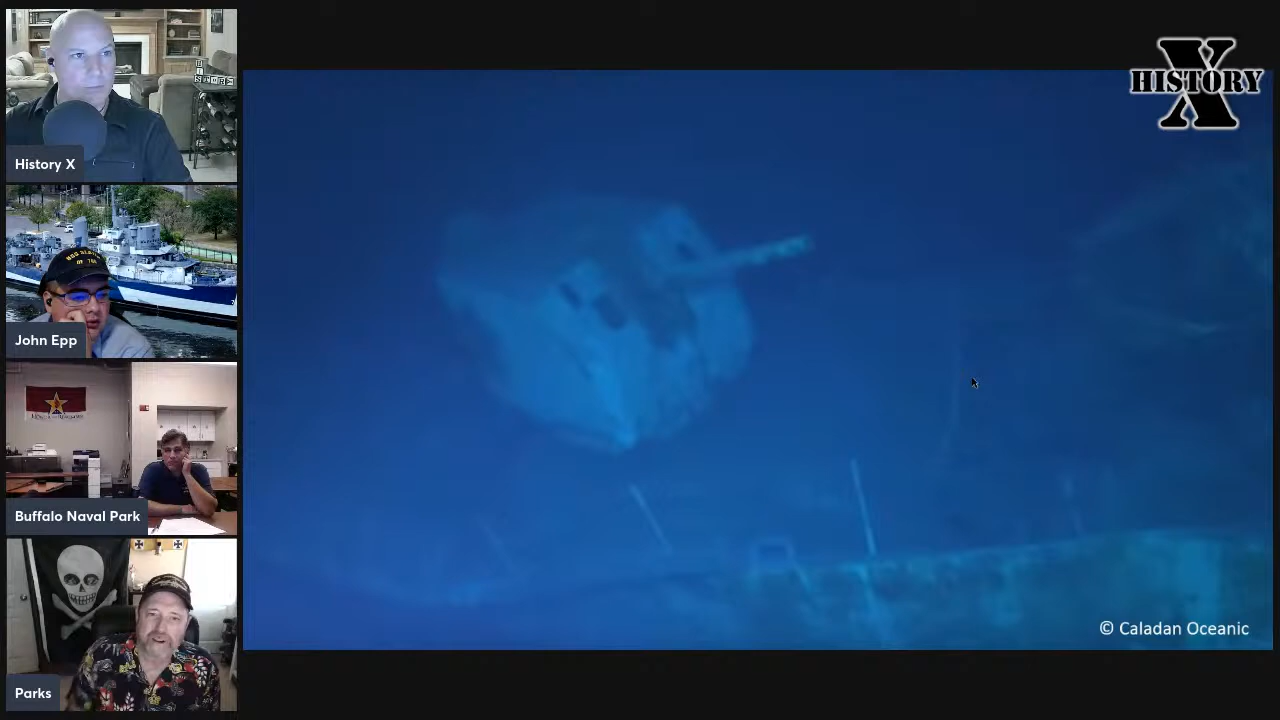 History X
John Epp
Buffalo Naval Park
Parks
HISTORY
X
© Caladan Oceanic